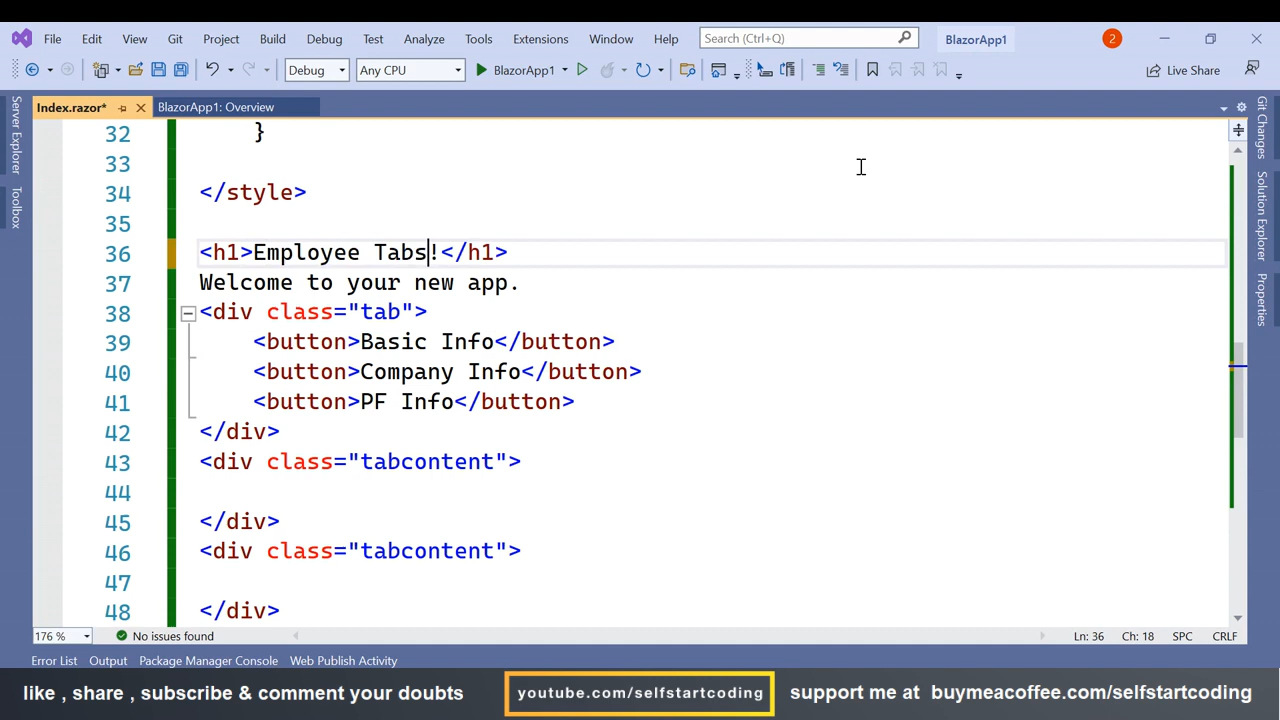 File Edit View Git Project Build Debug Test Analyze Tools Extensions Window Help Search (Ctrl+Q) BlazorApp1 2
Debug Any CPU BlazorApp1 Live Share
Index.razor* BlazorApp1: Overview
Server Explorer
Toolbox
Git Changes
Solution Explorer
Properties
32 }
33
34 </style>
35
36 <h1>Employee Tabs!</h1>
37 Welcome to your new app.
38 <div class="tab">
39 <button>Basic Info</button>
40 <button>Company Info</button>
41 <button>PF Info</button>
42 </div>
43 <div class="tabcontent">
44
45 </div>
46 <div class="tabcontent">
47
48 </div>
176 % No issues found Ln: 36 Ch: 18 SPC CRLF
Error List Output Package Manager Console Web Publish Activity
like , share , subscribe & comment your doubts youtube.com/selfstartcoding support me at buymeacoffee.com/selfstartcoding